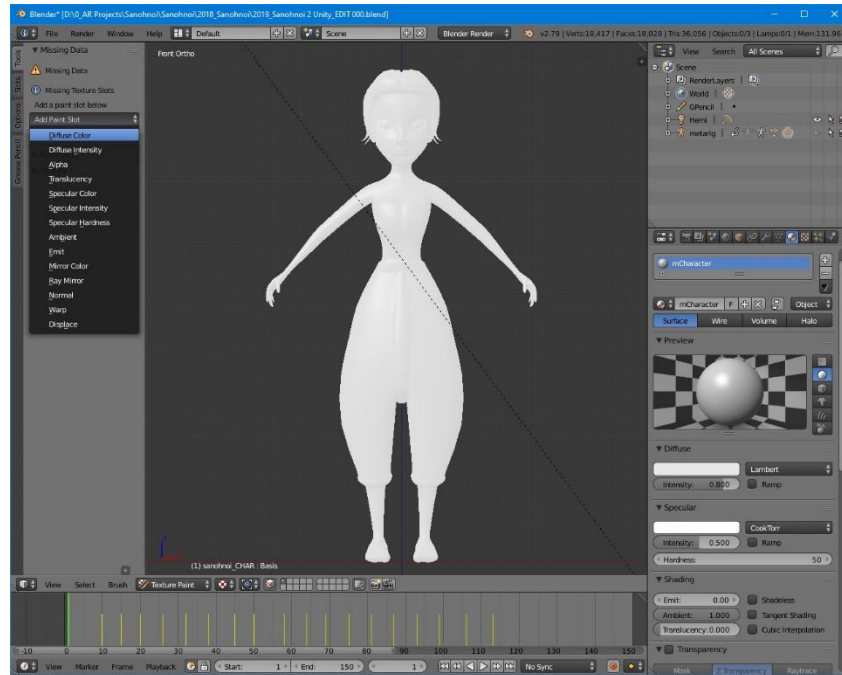 Blender* [D:\0_AR Projects\Sanohnoi\Sanohnoi\2018_Sanohnoi\2019_Sanohnoi 2 Unity_EDIT 000.blend]
File Render Window Help Default Scene Blender Render v2.79 | Verts:18,417 | Faces:18,028 | Tris:36,056 | Objects:0/3 | Lamps:0/1 | Mem:131.96
Tools
Slots
Options
Grease Pencil
Missing Data
Missing Data
Missing Texture Slots
Add a paint slot below
Add Paint Slot
Diffuse Color
Diffuse Intensity
Alpha
Translucency
Specular Color
Specular Intensity
Specular Hardness
Ambient
Emit
Mirror Color
Ray Mirror
Normal
Warp
Displace
Front Ortho
(1) sanohnoi_CHAR : Basis
View Select Brush Texture Paint
-10 0 10 20 30 40 50 60 70 80 90 100 110 120 130 140 150
View Marker Frame Playback Start: 1 End: 150 1 No Sync
View Search All Scenes
Scene
RenderLayers
World
GPencil
Hemi
metarig
mCharacter
mCharacter F Object
Surface Wire Volume Halo
Preview
Diffuse
Lambert
Intensity: 0.800 Ramp
Specular
CookTorr
Intensity: 0.500 Ramp
Hardness: 50
Shading
Emit: 0.00 Shadeless
Ambient: 1.000 Tangent Shading
Translucency: 0.000 Cubic Interpolation
Transparency
Mask Z Transparency Raytrace